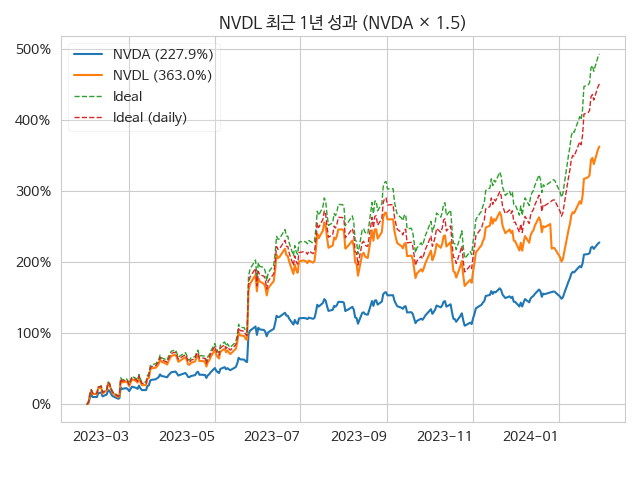 NVDL 최근 1년 성과 (NVDA × 1.5)
NVDA (227.9%)
NVDL (363.0%)
Ideal
Ideal (daily)
500%
400%
300%
200%
100%
0%
2023-03 2023-05 2023-07 2023-09 2023-11 2024-01